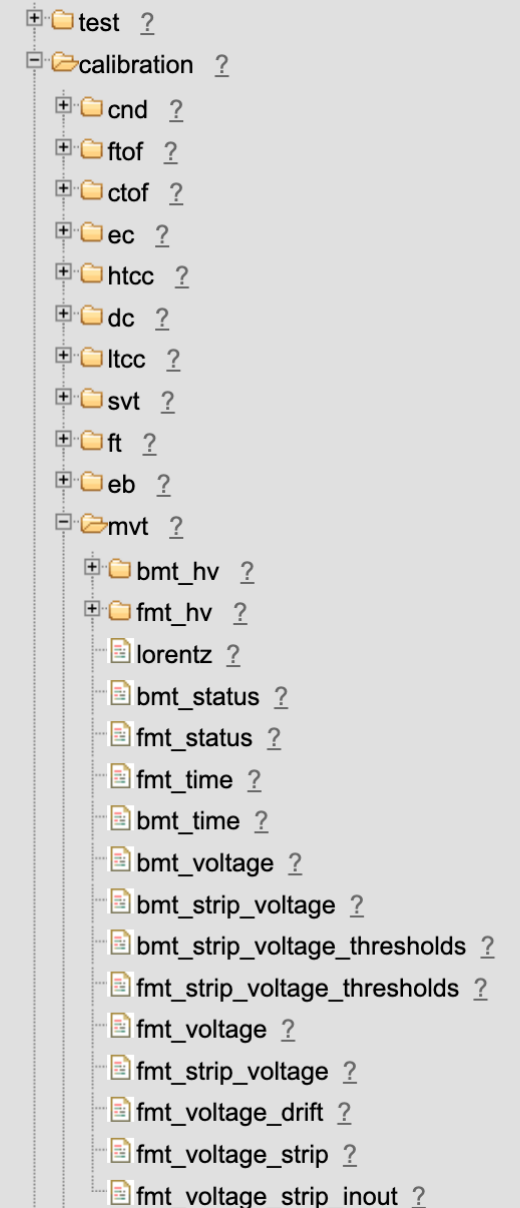 test ?
calibration ?
cnd ?
ftof ?
ctof ?
ec ?
htcc ?
dc ?
ltcc ?
svt ?
ft ?
eb ?
mvt ?
bmt_hv ?
fmt_hv ?
lorentz ?
bmt_status ?
fmt_status ?
fmt_time ?
bmt_time ?
bmt_voltage ?
bmt_strip_voltage ?
bmt_strip_voltage_thresholds ?
fmt_strip_voltage_thresholds ?
fmt_voltage ?
fmt_strip_voltage ?
fmt_voltage_drift ?
fmt_voltage_strip ?
fmt_voltage_strip_inout ?